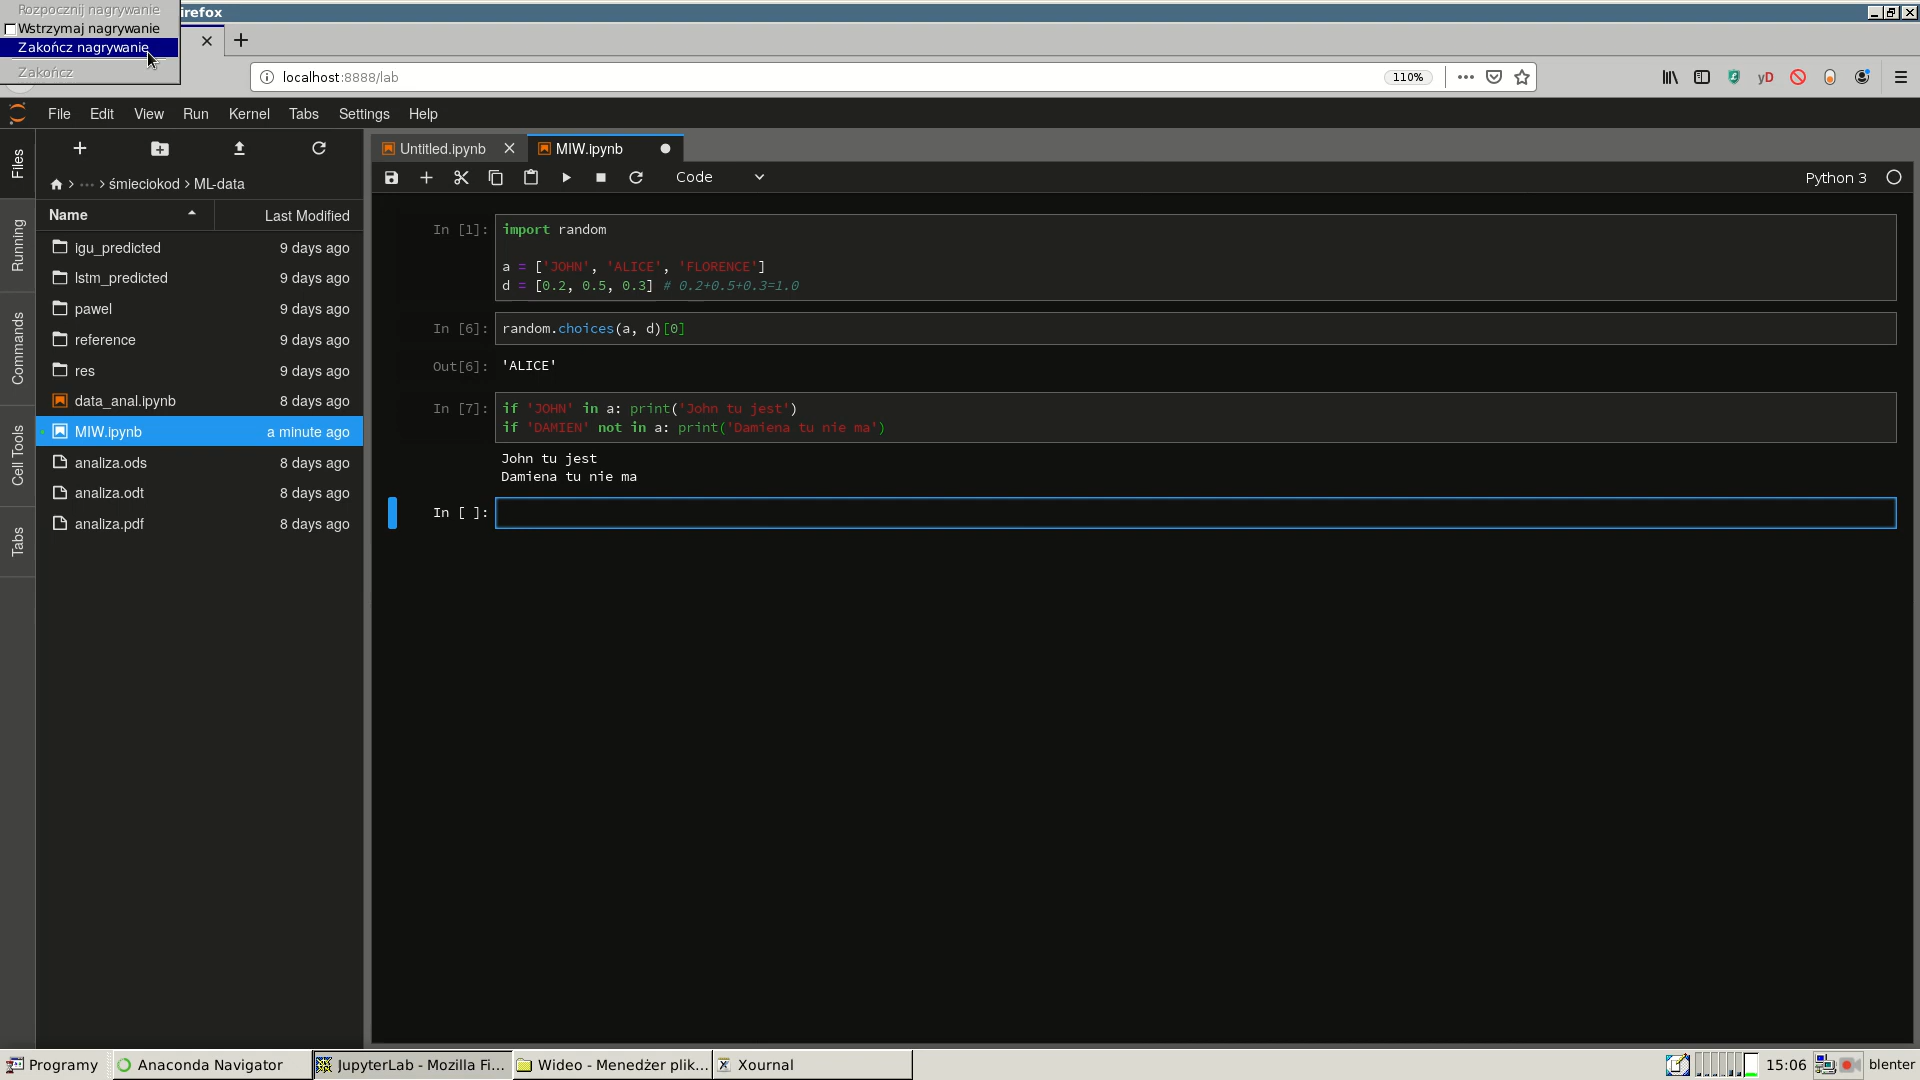 Rozpocznij nagrywanie
Wstrzymaj nagrywanie
Zakończ nagrywanie
Zakończ
irefox
localhost:8888/lab
110%
yD
File Edit View Run Kernel Tabs Settings Help
Files
Running
Commands
Cell Tools
Tabs
śmieciokod > ML-data
Name Last Modified
igu_predicted 9 days ago
lstm_predicted 9 days ago
pawel 9 days ago
reference 9 days ago
res 9 days ago
data_anal.ipynb 8 days ago
MIW.ipynb a minute ago
analiza.ods 8 days ago
analiza.odt 8 days ago
analiza.pdf 8 days ago
Untitled.ipynb MIW.ipynb
Code Python 3
In [1]: import random
a = ['JOHN', 'ALICE', 'FLORENCE']
d = [0.2, 0.5, 0.3] # 0.2+0.5+0.3=1.0
In [6]: random.choices(a, d)[0]
Out[6]: 'ALICE'
In [7]: if 'JOHN' in a: print('John tu jest')
if 'DAMIEN' not in a: print('Damiena tu nie ma')
John tu jest
Damiena tu nie ma
In [ ]:
Programy Anaconda Navigator JupyterLab - Mozilla Fi... Wideo - Menedżer plik... Xournal 15:06 blenter